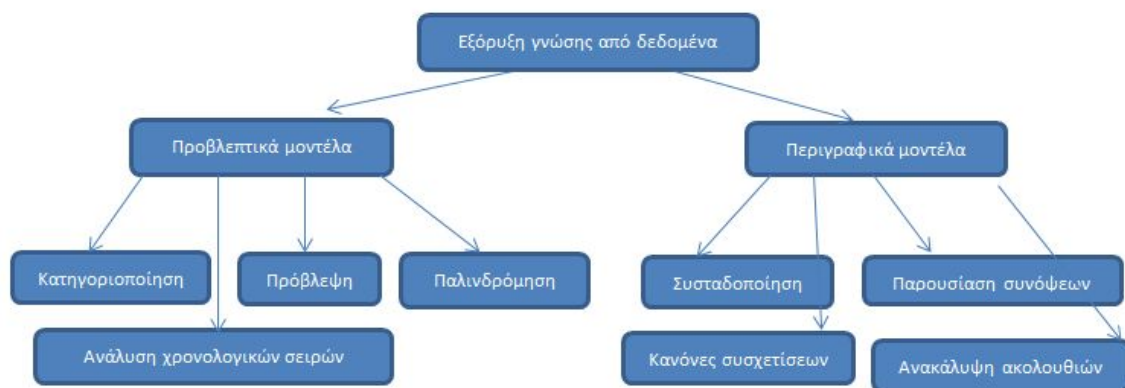 Εξόρυξη γνώσης από δεδομένα
Προβλεπτικά μοντέλα
Περιγραφικά μοντέλα
Κατηγοριοποίηση
Πρόβλεψη
Παλινδρόμηση
Συσταδοποίηση
Παρουσίαση συνόψεων
Ανάλυση χρονολογικών σειρών
Κανόνες συσχετίσεων
Ανακάλυψη ακολουθιών